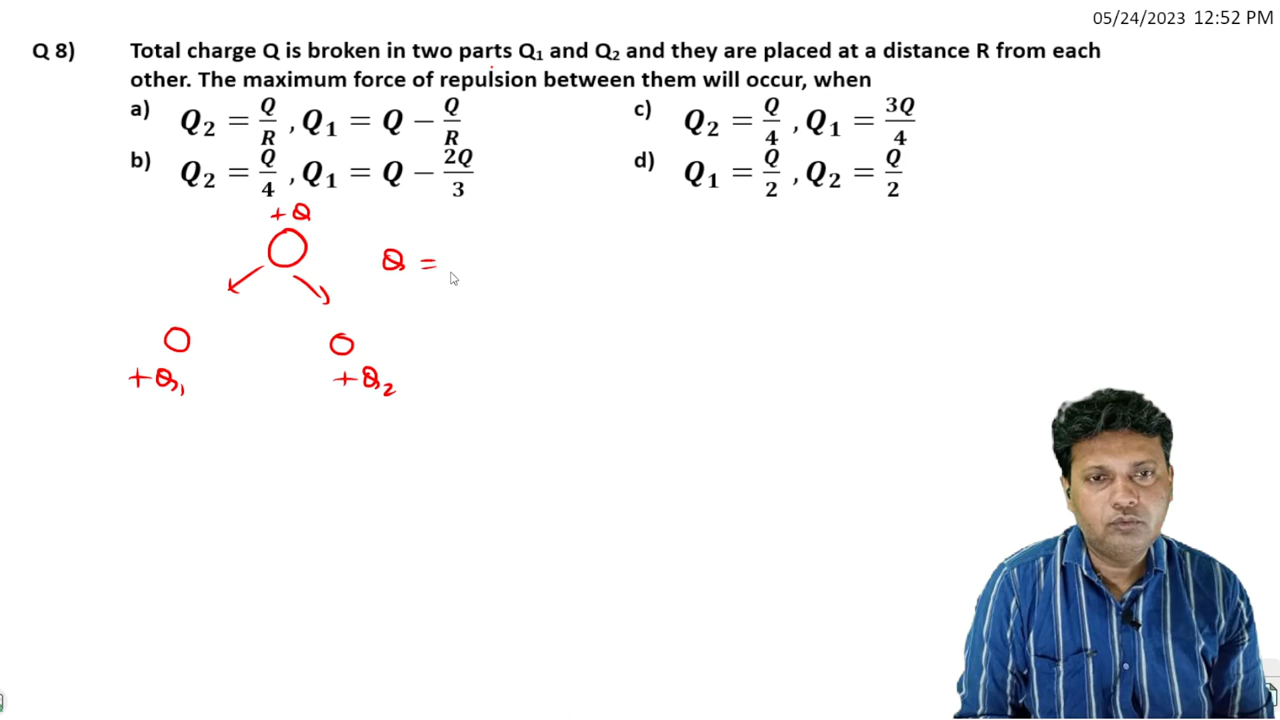 05/24/2023 12:52 PM
Q 8) Total charge Q is broken in two parts Q₁ and Q₂ and they are placed at a distance R from each
other. The maximum force of repulsion between them will occur, when
a) Q₂ = Q/R , Q₁ = Q − Q/R
c) Q₂ = Q/4 , Q₁ = 3Q/4
b) Q₂ = Q/4 , Q₁ = Q − 2Q/3
d) Q₁ = Q/2 , Q₂ = Q/2
+Q
Q =
+Q₁
+Q₂